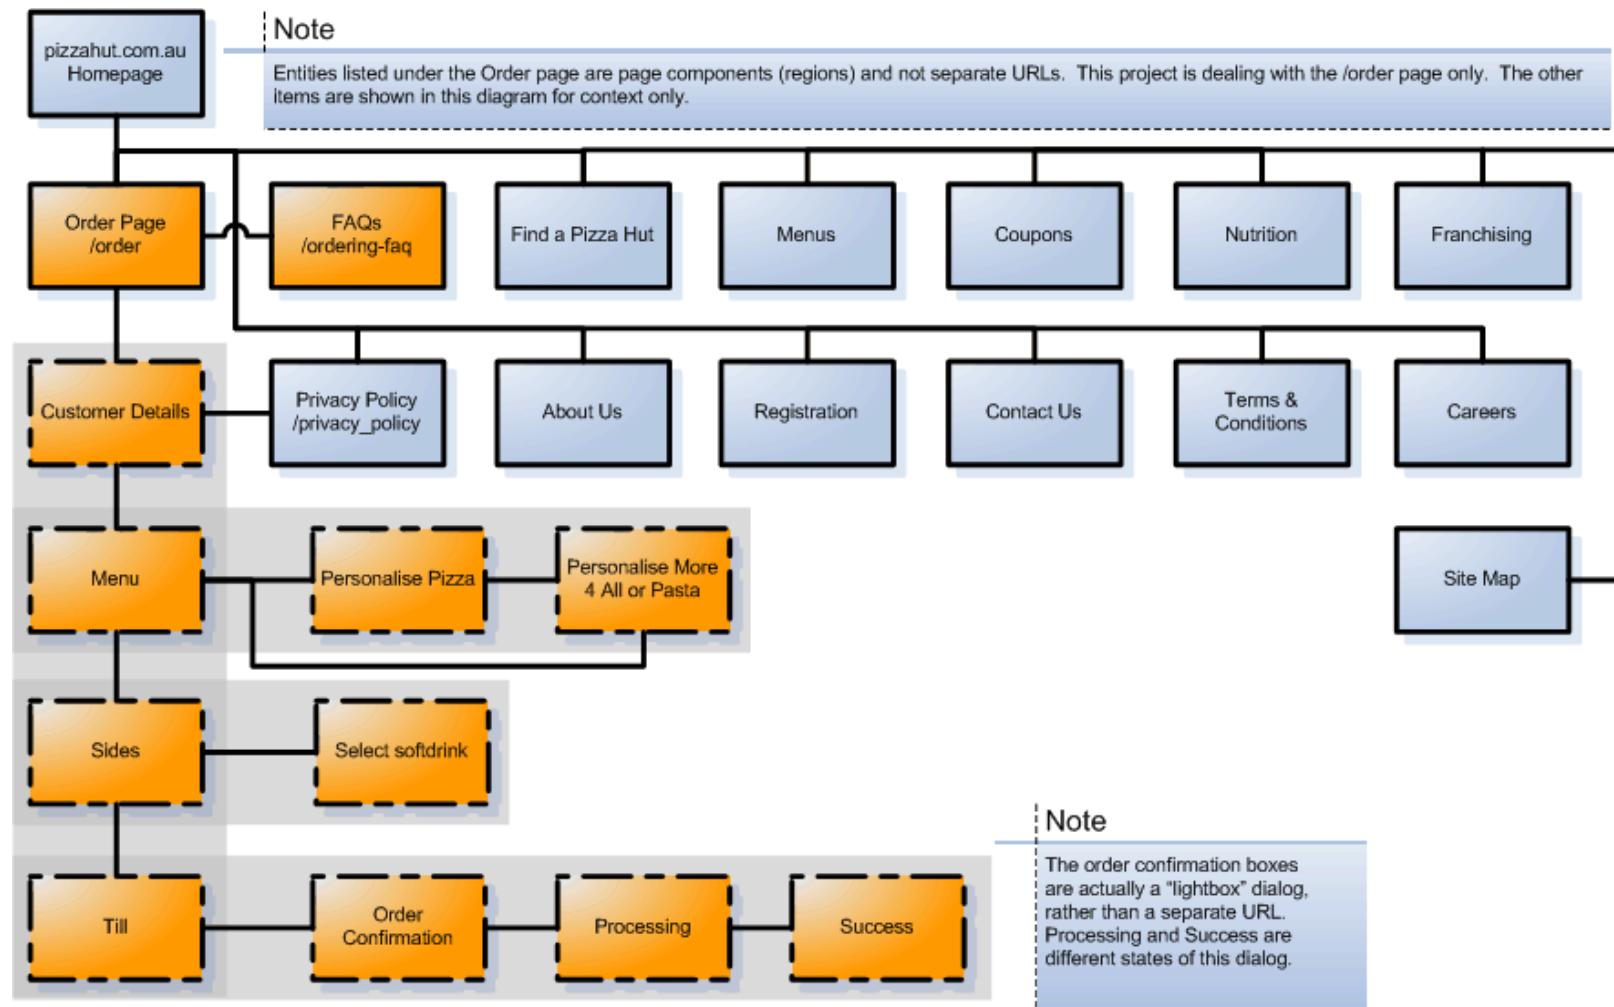 pizzahut.com.au
Homepage
Note
Entities listed under the Order page are page components (regions) and not separate URLs.  This project is dealing with the /order page only.  The other
items are shown in this diagram for context only.
Order Page
/order
FAQs
/ordering-faq
Find a Pizza Hut
Menus
Coupons
Nutrition
Franchising
Customer Details
Privacy Policy
/privacy_policy
About Us
Registration
Contact Us
Terms &
Conditions
Careers
Menu
Personalise Pizza
Personalise More
4 All or Pasta
Site Map
Sides
Select softdrink
Till
Order
Confirmation
Processing
Success
Note
The order confirmation boxes
are actually a “lightbox” dialog,
rather than a separate URL.
Processing and Success are
different states of this dialog.